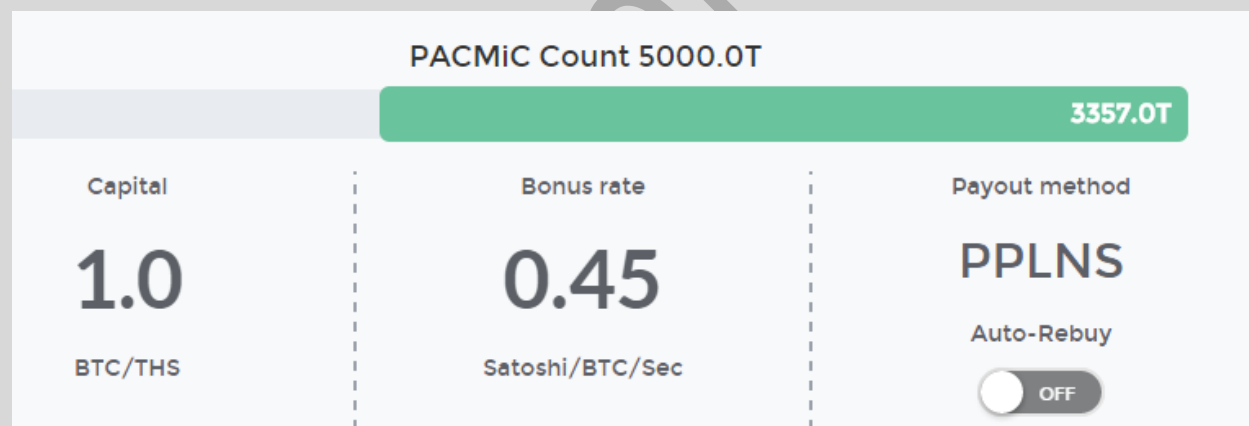 PACMiC Count 5000.0T
3357.0T
Capital
1.0
BTC/THS
Bonus rate
0.45
Satoshi/BTC/Sec
Payout method
PPLNS
Auto-Rebuy
OFF